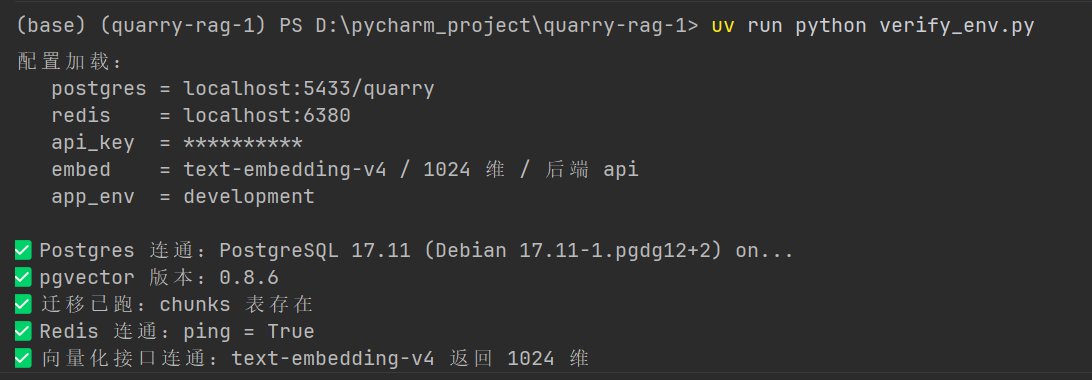 (base) (quarry-rag-1) PS D:\pycharm_project\quarry-rag-1> uv run python verify_env.py
配置加载:
postgres = localhost:5433/quarry
redis    = localhost:6380
api_key  = **********
embed    = text-embedding-v4 / 1024 维 / 后端 api
app_env  = development
✅ Postgres 连通: PostgreSQL 17.11 (Debian 17.11-1.pgdg12+2) on...
✅ pgvector 版本: 0.8.6
✅ 迁移已跑: chunks 表存在
✅ Redis 连通: ping = True
✅ 向量化接口连通: text-embedding-v4 返回 1024 维